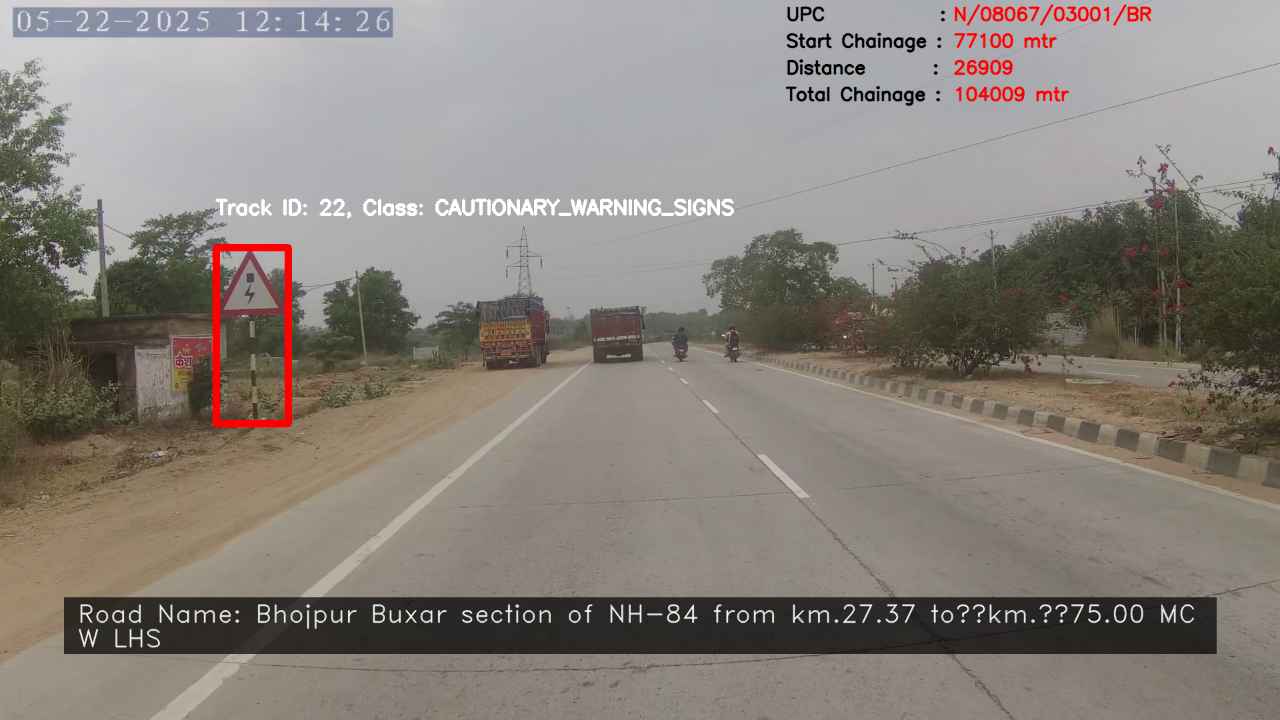 05-22-2025 12:14:26
UPC : N/08067/03001/BR
Start Chainage : 77100 mtr
Distance : 26909
Total Chainage : 104009 mtr
Track ID: 22, Class: CAUTIONARY_WARNING_SIGNS
Road Name: Bhojpur Buxar section of NH-84 from km.27.37 to??km.??75.00 MC
W LHS